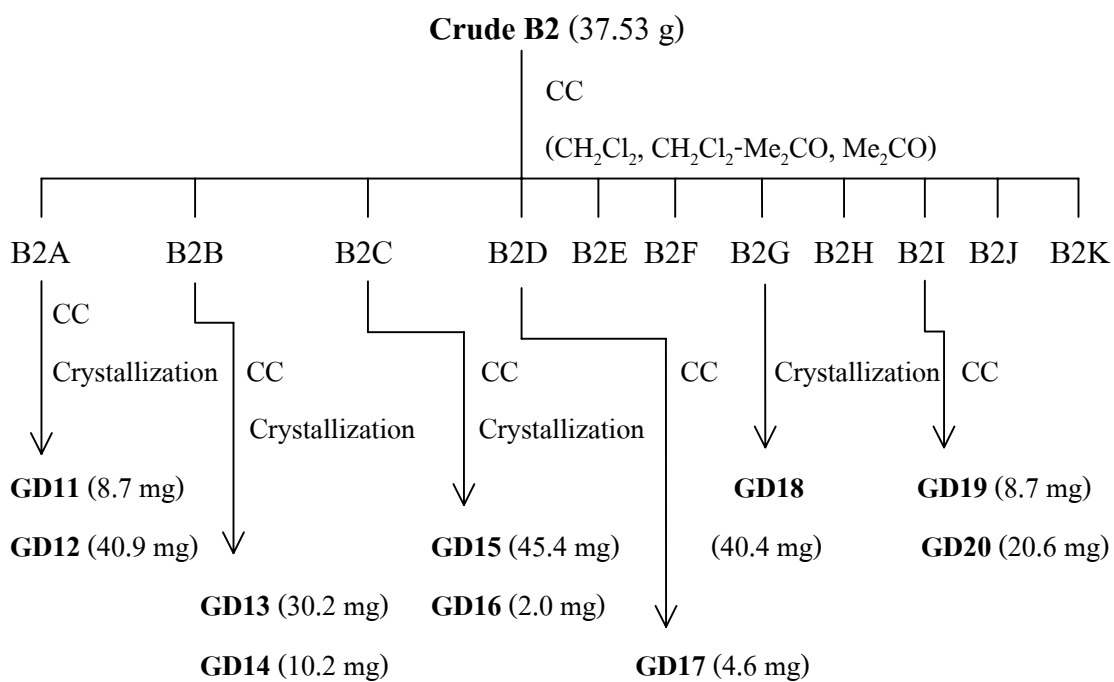 Crude B2 (37.53 g)
CC
(CH₂Cl₂, CH₂Cl₂-Me₂CO, Me₂CO)
B2A B2B B2C B2D B2E B2F B2G B2H B2I B2J B2K
CC
Crystallization CC CC CC Crystallization CC
Crystallization Crystallization
GD11 (8.7 mg) GD18 GD19 (8.7 mg)
GD12 (40.9 mg) GD15 (45.4 mg) (40.4 mg) GD20 (20.6 mg)
GD13 (30.2 mg) GD16 (2.0 mg)
GD14 (10.2 mg) GD17 (4.6 mg)